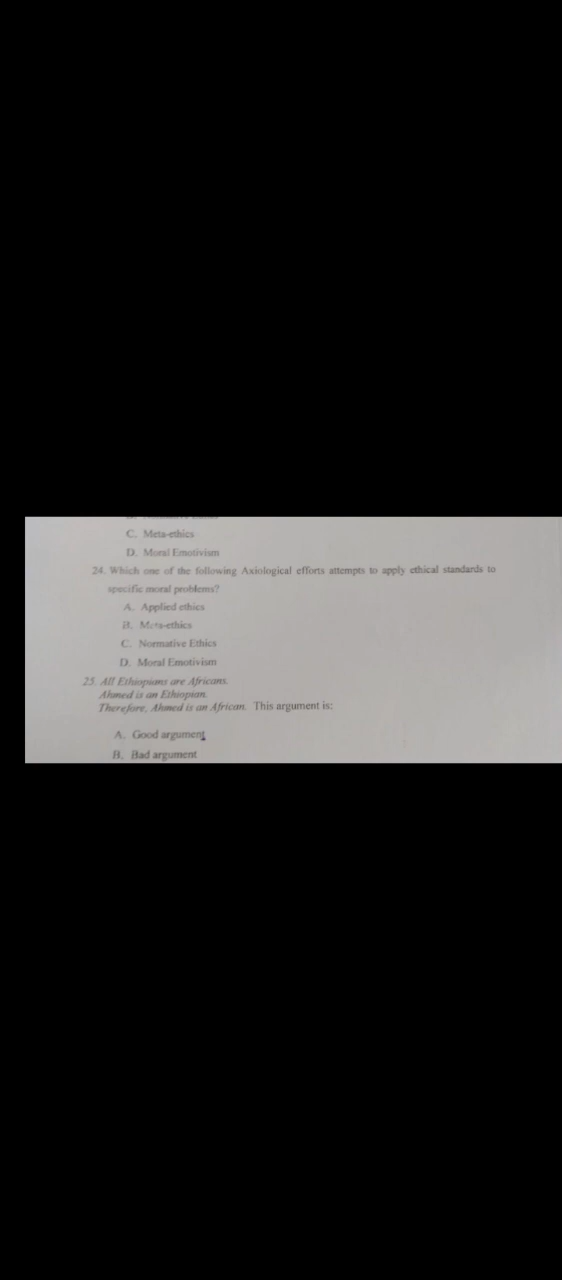 C. Meta-ethics
D. Moral Emotivism
24. Which one of the following Axiological efforts attempts to apply ethical standards to
specific moral problems?
A. Applied ethics
B. Meta-ethics
C. Normative Ethics
D. Moral Emotivism
25. All Ethiopians are Africans.
Ahmed is an Ethiopian.
Therefore, Ahmed is an African. This argument is:
A. Good argument
B. Bad argument